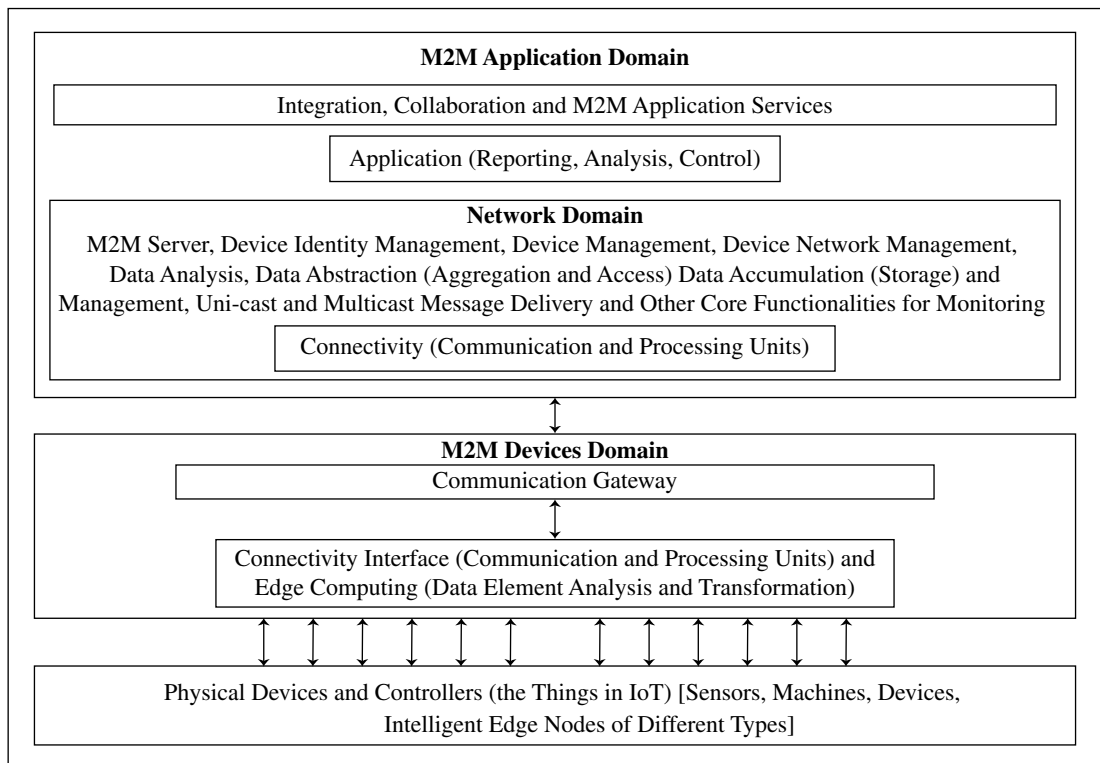 M2M Application Domain
Integration, Collaboration and M2M Application Services
Application (Reporting, Analysis, Control)
Network Domain
M2M Server, Device Identity Management, Device Management, Device Network Management,
Data Analysis, Data Abstraction (Aggregation and Access) Data Accumulation (Storage) and
Management, Uni-cast and Multicast Message Delivery and Other Core Functionalities for Monitoring
Connectivity (Communication and Processing Units)
M2M Devices Domain
Communication Gateway
Connectivity Interface (Communication and Processing Units) and
Edge Computing (Data Element Analysis and Transformation)
Physical Devices and Controllers (the Things in IoT) [Sensors, Machines, Devices,
Intelligent Edge Nodes of Different Types]